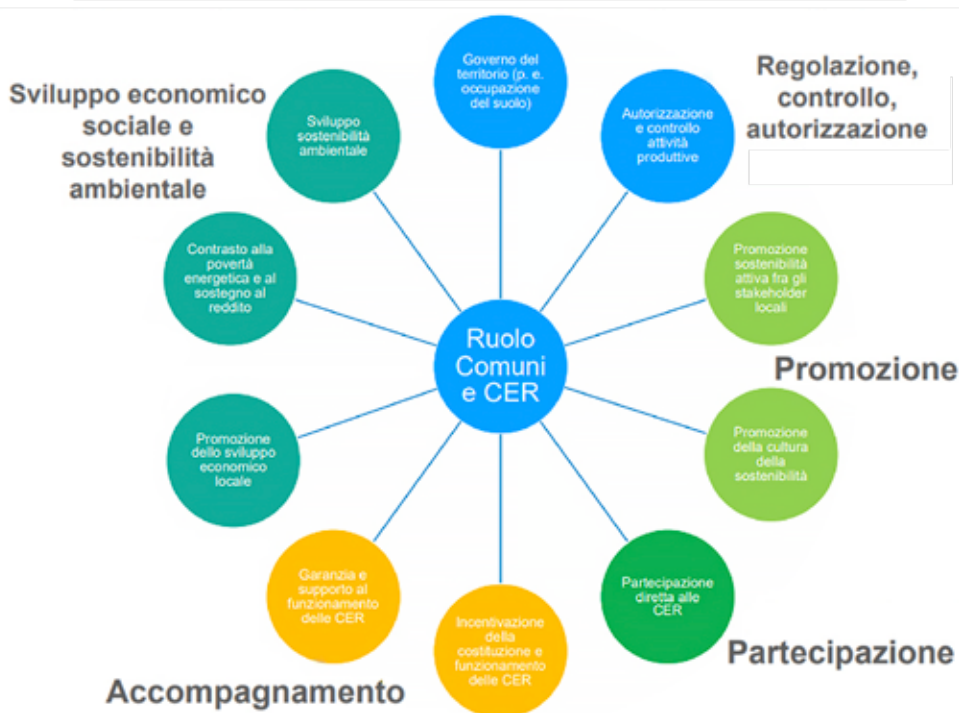 Sviluppo economico
sociale e
sostenibilità
ambientale
Regolazione,
controllo,
autorizzazione
Governo del
territorio (p. e.
occupazione
del suolo)
Autorizzazione
e controllo
attività
produttive
Promozione
sostenibilità
attiva fra gli
stakeholder
locali
Promozione
Promozione
della cultura
della
sostenibilità
Partecipazione
diretta alle
CER
Partecipazione
Incentivazione
della
costituzione e
funzionamento
delle CER
Garanzia e
supporto al
funzionamento
delle CER
Accompagnamento
Promozione
dello sviluppo
economico
locale
Contrasto alla
povertà
energetica e al
sostegno al
reddito
Sviluppo
sostenibilità
ambientale
Ruolo
Comuni
e CER